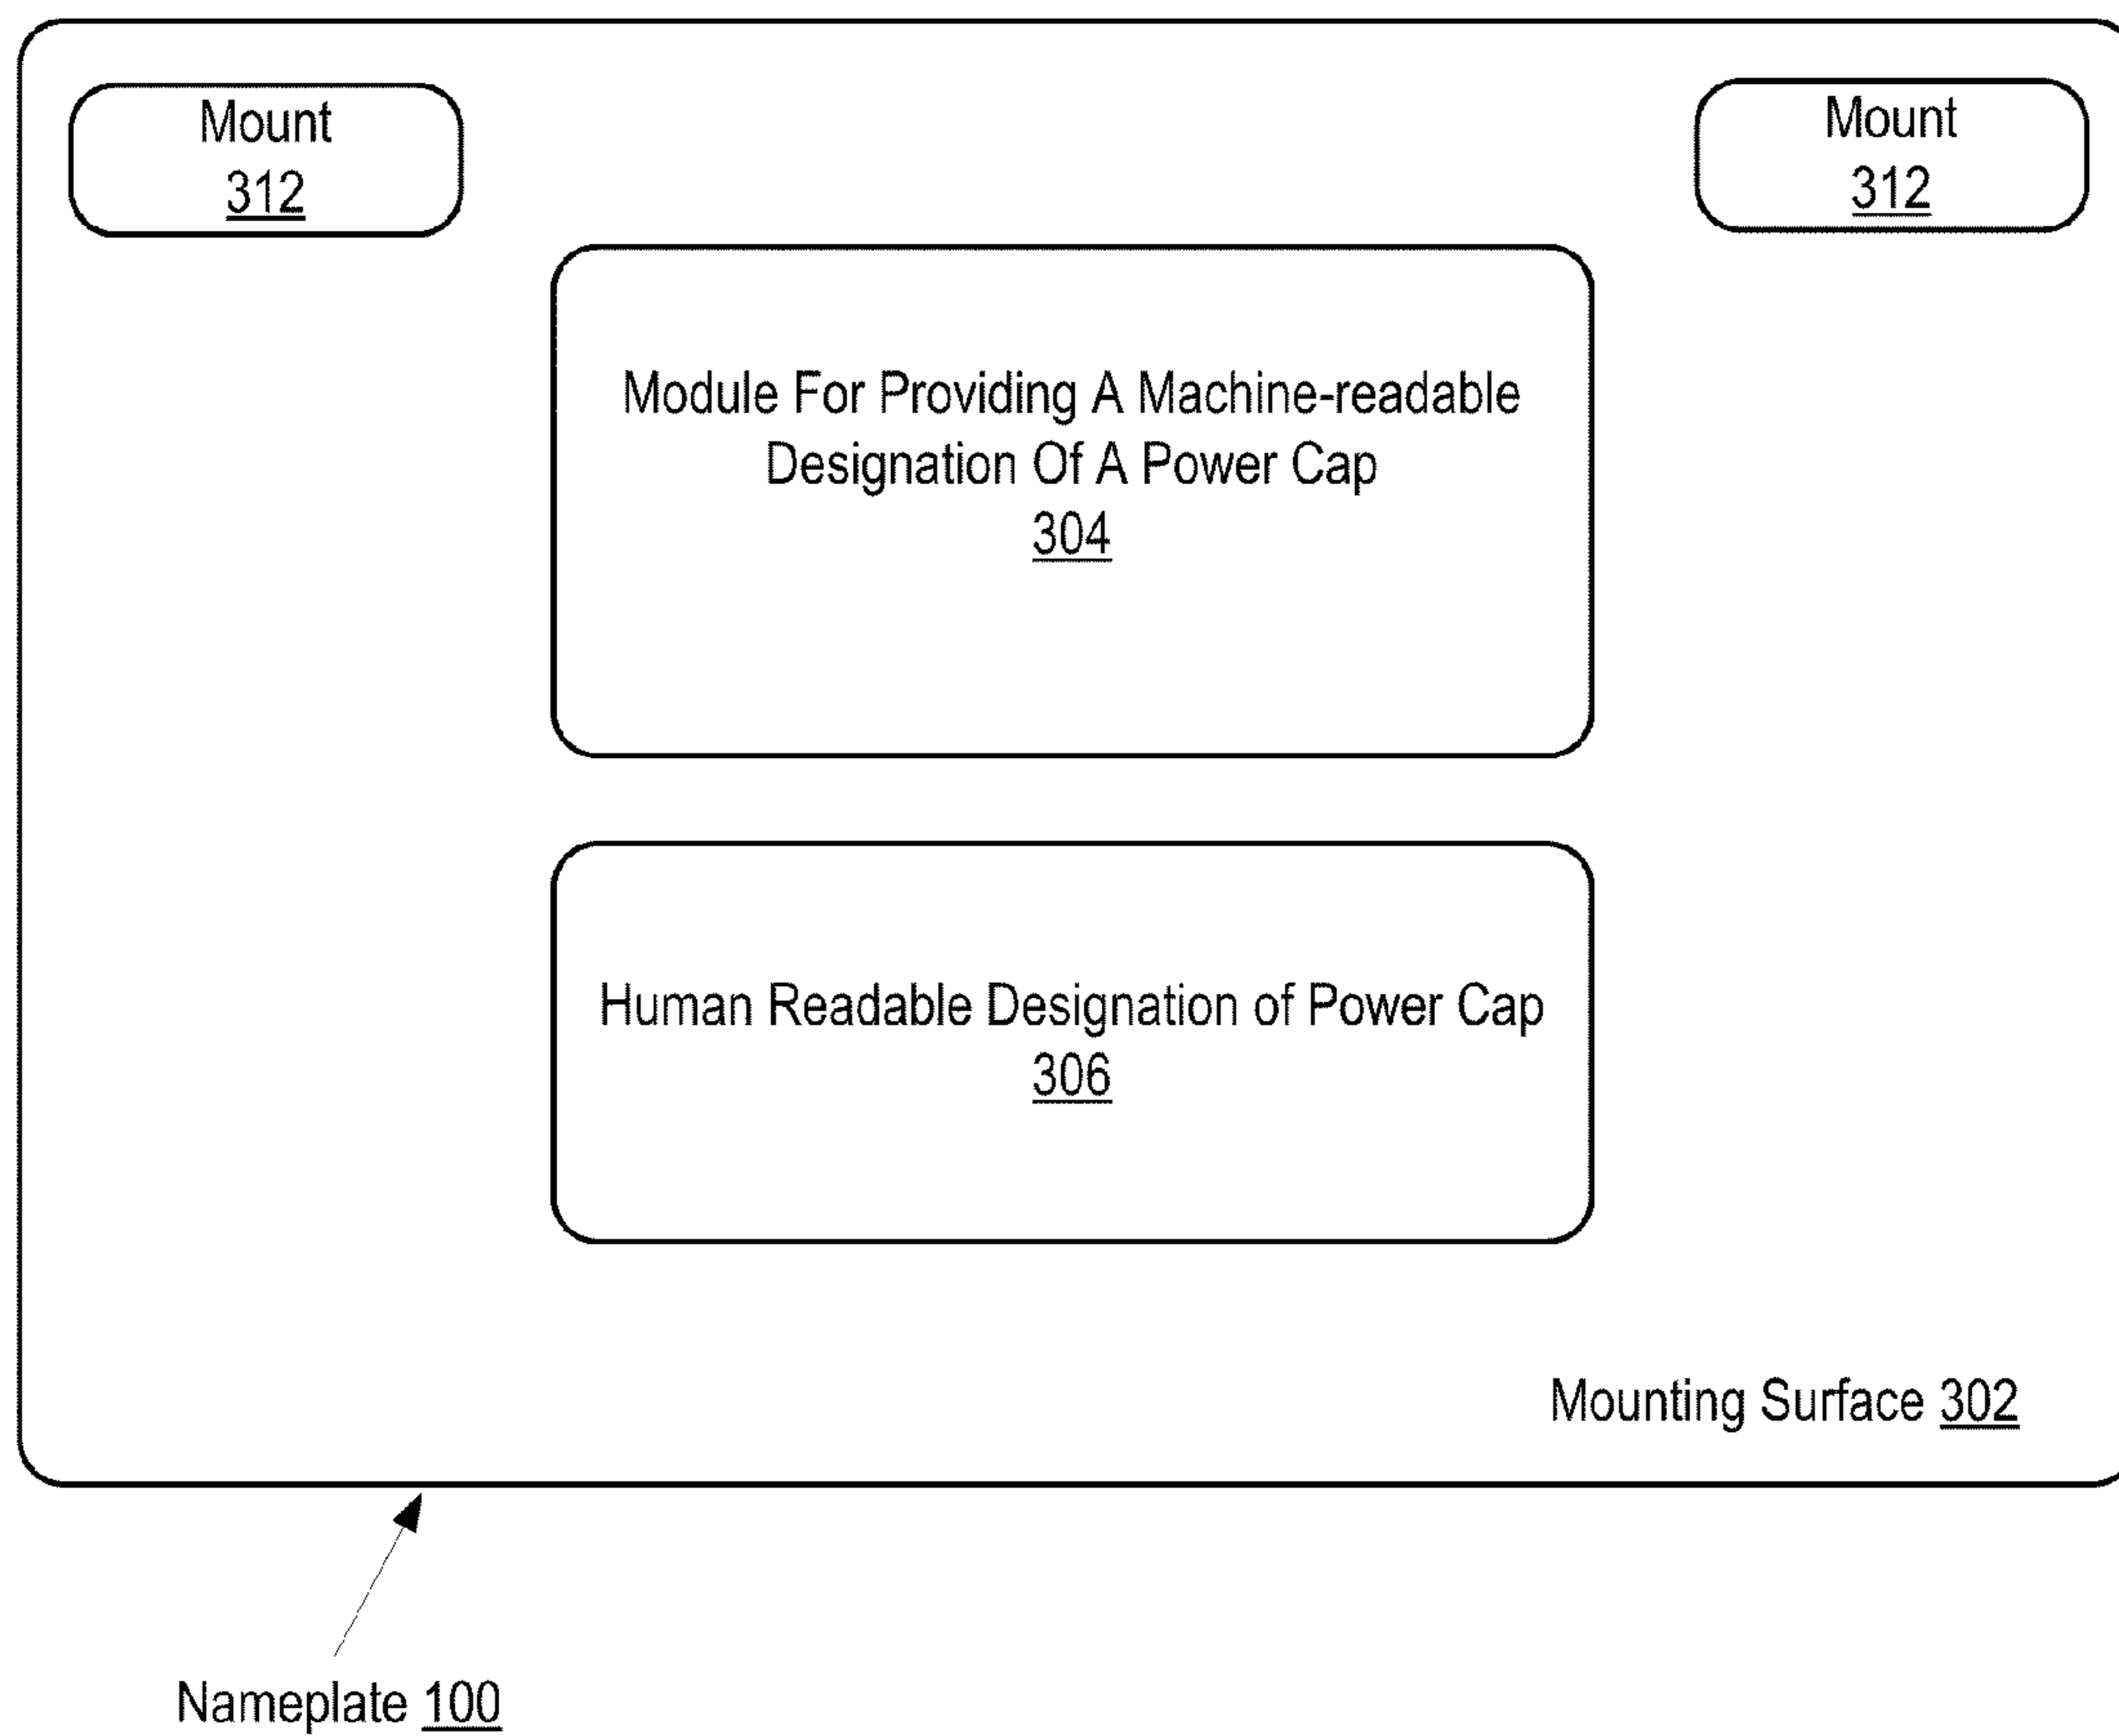 Mount
312
Mount
312
Module For Providing A Machine-readable
Designation Of A Power Cap
304
Human Readable Designation of Power Cap
306
Mounting Surface 302
Nameplate 100